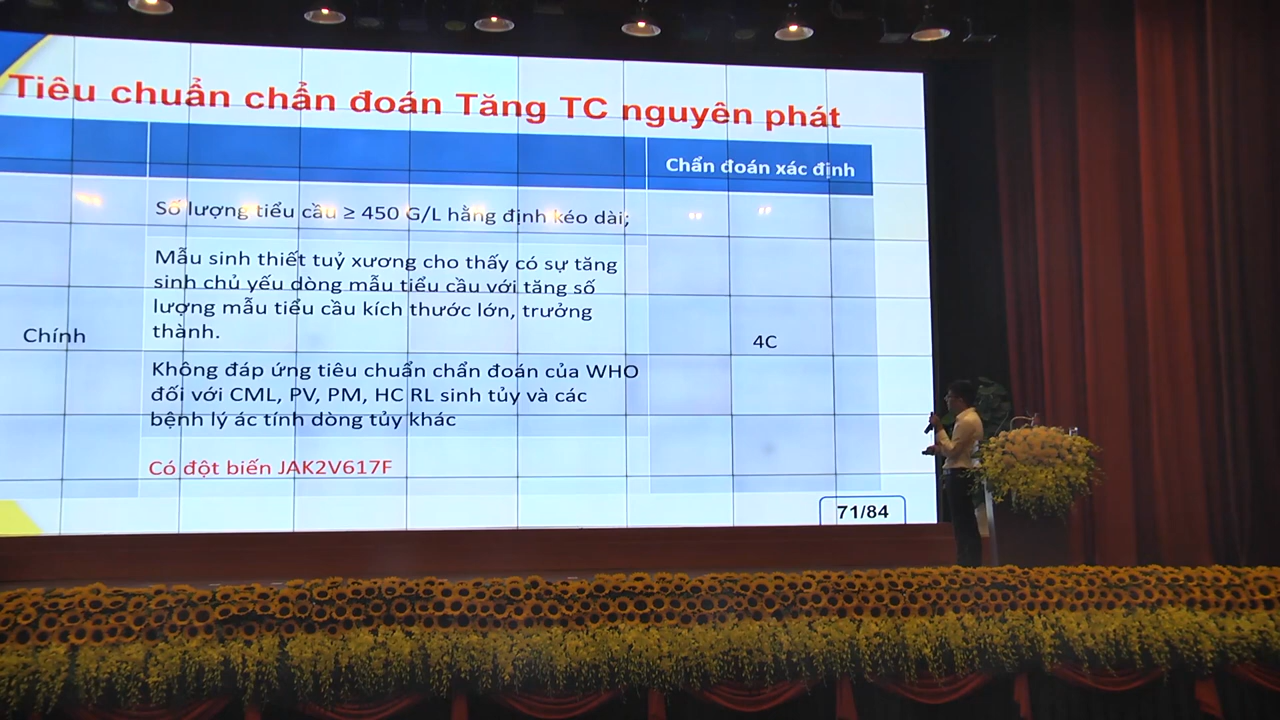 Tiêu chuẩn chẩn đoán Tăng TC nguyên phát
Chẩn đoán xác định
Số lượng tiểu cầu ≥ 450 G/L hằng định kéo dài;
Mẫu sinh thiết tuỷ xương cho thấy có sự tăng
sinh chủ yếu dòng mẫu tiểu cầu với tăng số
lượng mẫu tiểu cầu kích thước lớn, trưởng
thành.
Chính
4C
Không đáp ứng tiêu chuẩn chẩn đoán của WHO
đối với CML, PV, PM, HC RL sinh tủy và các
bệnh lý ác tính dòng tủy khác
Có đột biến JAK2V617F
71/84